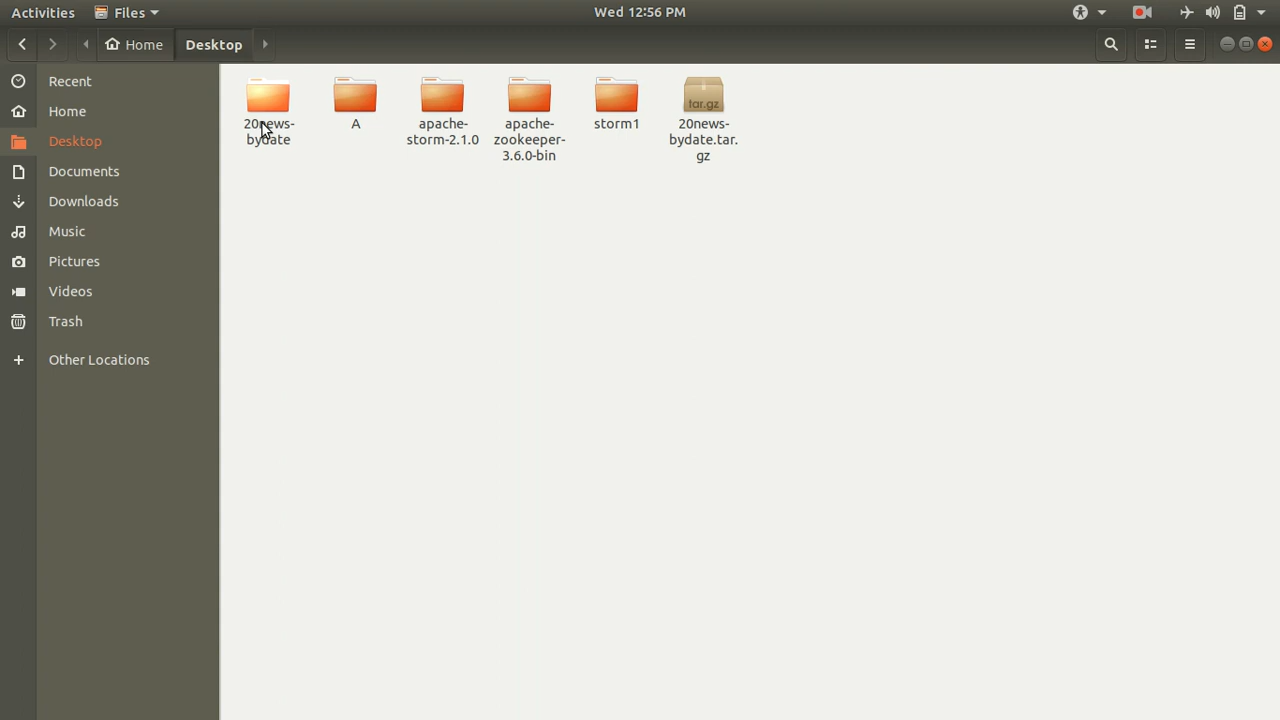 Activities Files Wed 12:56 PM
Home Desktop
Recent
Home
Desktop
Documents
Downloads
Music
Pictures
Videos
Trash
Other Locations
20news-
bydate
A
apache-
storm-2.1.0
apache-
zookeeper-
3.6.0-bin
storm1
tar.gz
20news-
bydate.tar.
gz